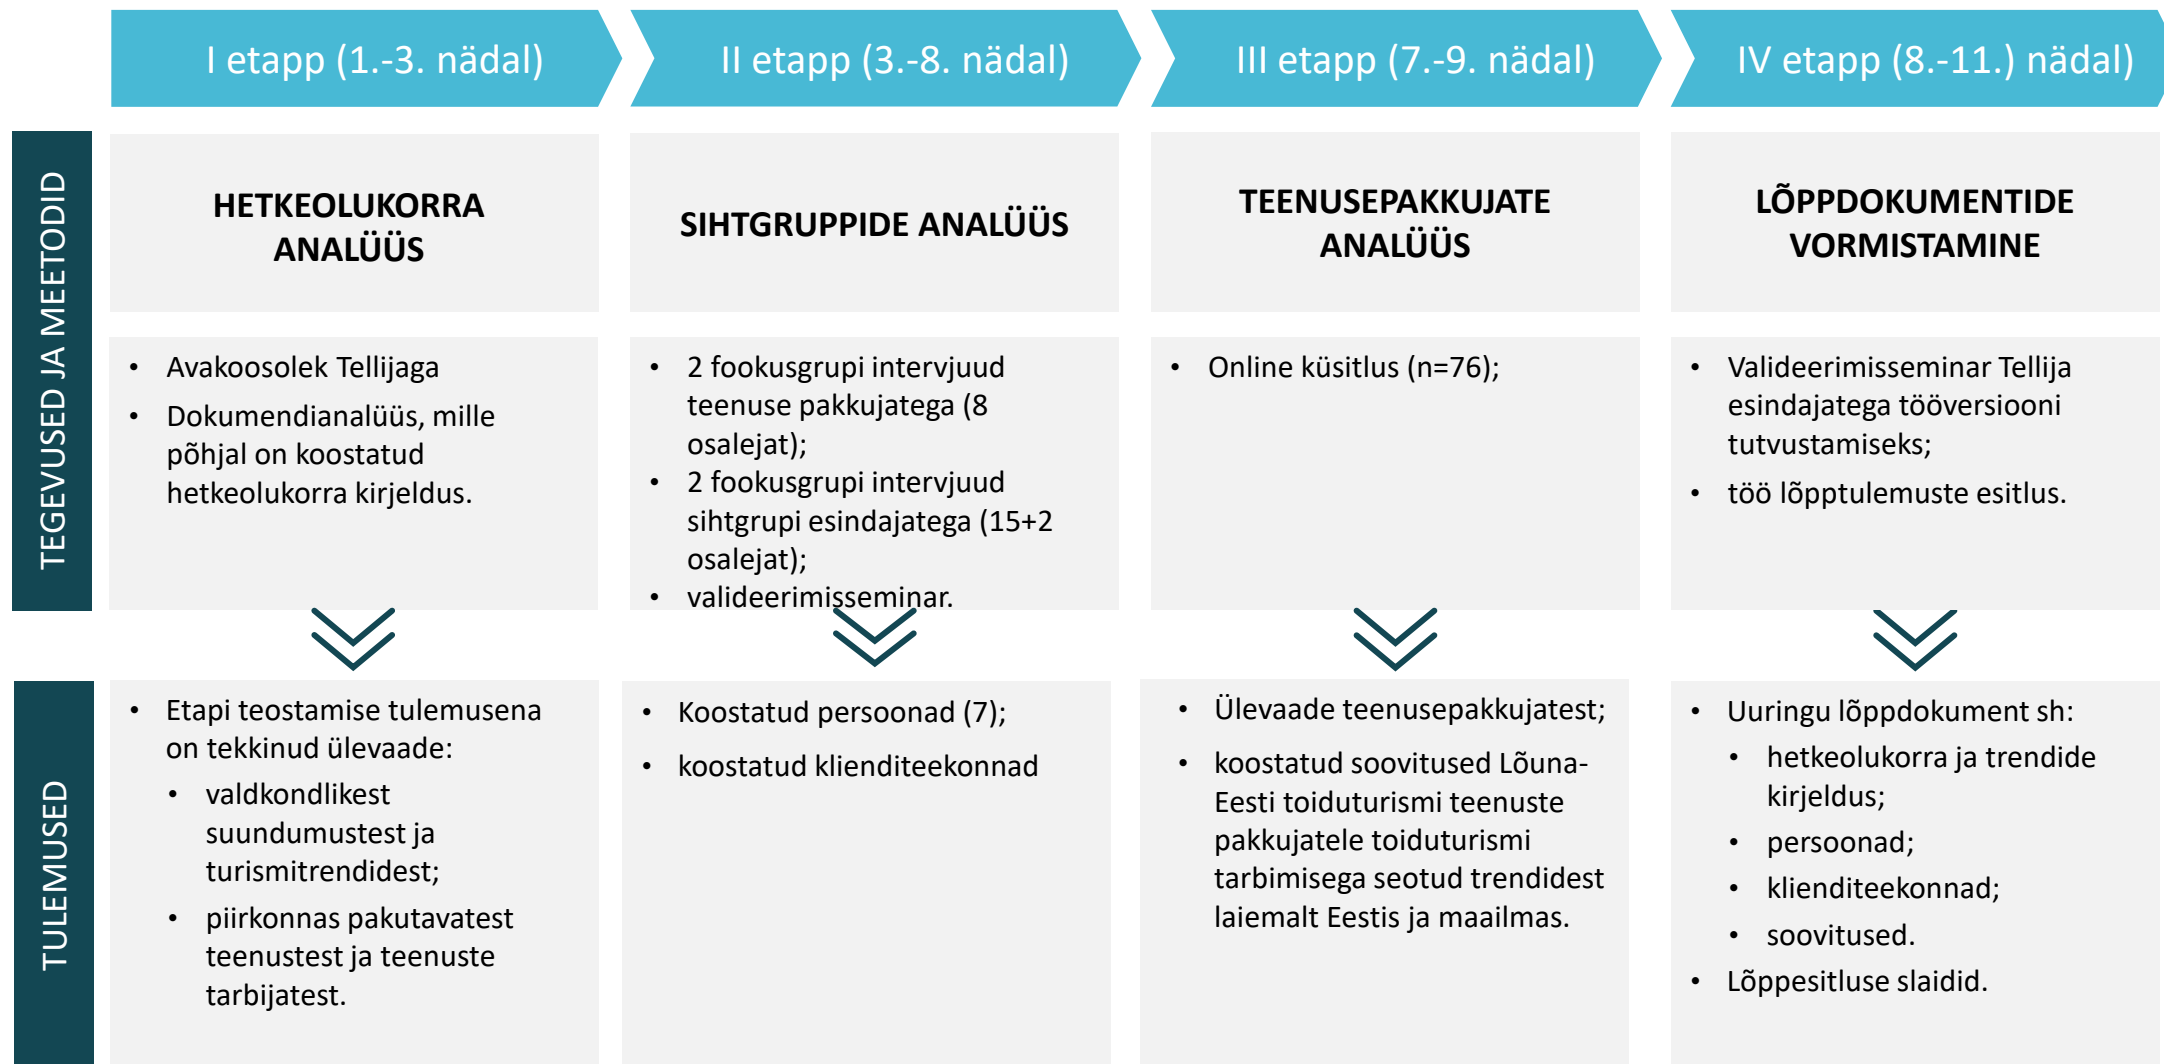 I etapp (1.-3. nädal)
II etapp (3.-8. nädal)
III etapp (7.-9. nädal)
IV etapp (8.-11.) nädal)
TEGEVUSED JA MEETODID
HETKEOLUKORRA
ANALÜÜS
SIHTGRUPPIDE ANALÜÜS
TEENUSEPAKKUJATE
ANALÜÜS
LÕPPDOKUMENTIDE
VORMISTAMINE
• Avakoosolek Tellijaga
• Dokumendianalüüs, mille
põhjal on koostatud
hetkeolukorra kirjeldus.
• 2 fookusgrupi intervjuud
teenuse pakkujatega (8
osalejat);
• 2 fookusgrupi intervjuud
sihtgrupi esindajatega (15+2
osalejat);
• valideerimisseminar.
• Online küsitlus (n=76);
• Valideerimisseminar Tellija
esindajatega tööversiooni
tutvustamiseks;
• töö lõpptulemuste esitlus.
TULEMUSED
• Etapi teostamise tulemusena
on tekkinud ülevaade:
• valdkondlikest
suundumustest ja
turismitrendidest;
• piirkonnas pakutavatest
teenustest ja teenuste
tarbijatest.
• Koostatud persoonad (7);
• koostatud klienditeekonnad
• Ülevaade teenusepakkujatest;
• koostatud soovitused Lõuna-
Eesti toiduturismi teenuste
pakkujatele toiduturismi
tarbimisega seotud trendidest
laiemalt Eestis ja maailmas.
• Uuringu lõppdokument sh:
• hetkeolukorra ja trendide
kirjeldus;
• persoonad;
• klienditeekonnad;
• soovitused.
• Lõppesitluse slaidid.